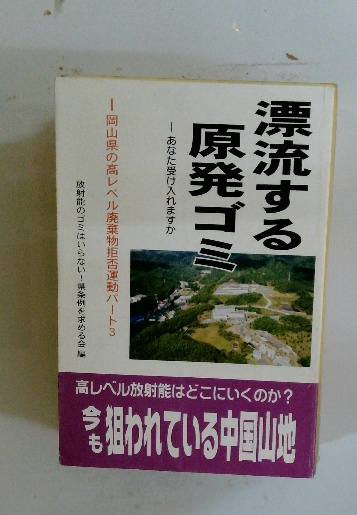 漂流する
原発ゴミ
―あなた受け入れますか
―岡山県の高レベル廃棄物拒否運動パート3
放射能のゴミはいらない!県条例を求める会 編
高レベル放射能はどこにいくのか?
今も狙われている中国山地